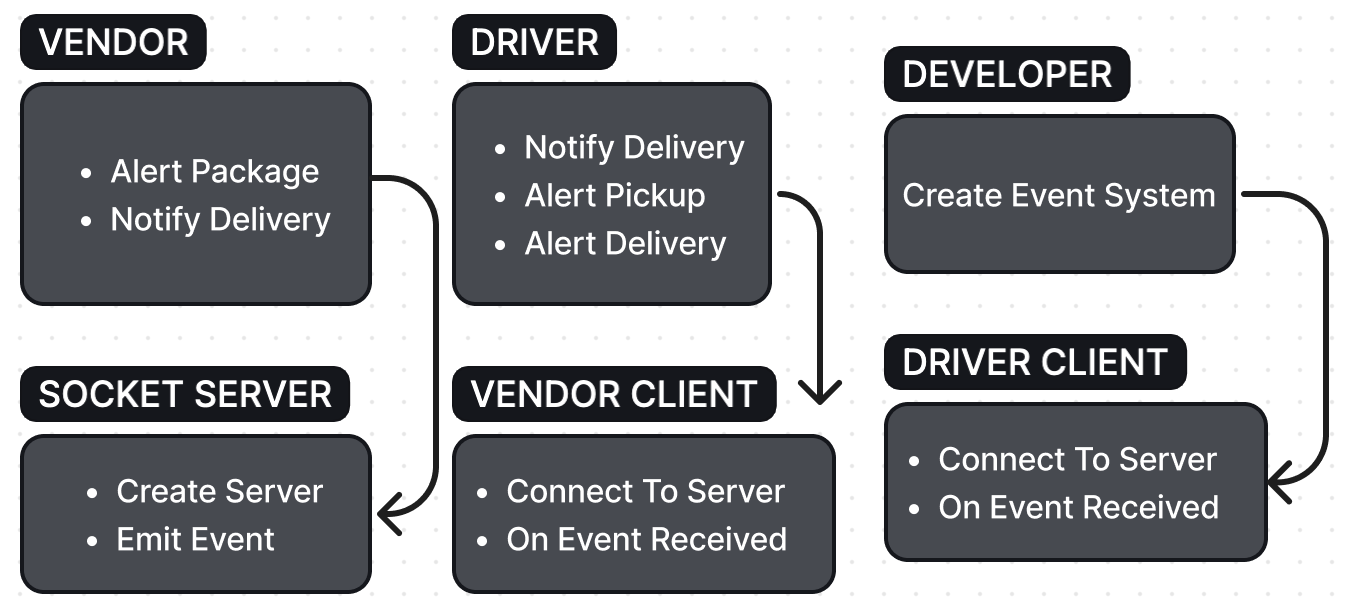 VENDOR
• Alert Package
• Notify Delivery
DRIVER
• Notify Delivery
• Alert Pickup
• Alert Delivery
DEVELOPER
Create Event System
SOCKET SERVER
• Create Server
• Emit Event
VENDOR CLIENT
• Connect To Server
• On Event Received
DRIVER CLIENT
• Connect To Server
• On Event Received